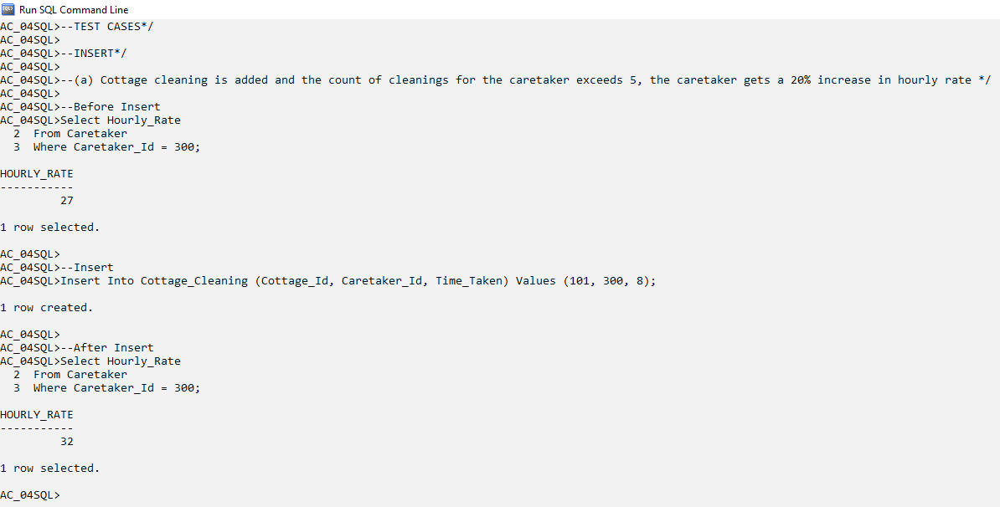 Run SQL Command Line
AC_04SQL>--TEST CASES*/
AC_04SQL>
AC_04SQL>--INSERT*/
AC_04SQL>
AC_04SQL>--(a) Cottage cleaning is added and the count of cleanings for the caretaker exceeds 5, the caretaker gets a 20% increase in hourly rate */
AC_04SQL>
AC_04SQL>--Before Insert
AC_04SQL>Select Hourly_Rate
  2  From Caretaker
  3  Where Caretaker_Id = 300;

HOURLY_RATE
-----------
         27

1 row selected.

AC_04SQL>
AC_04SQL>--Insert
AC_04SQL>Insert Into Cottage_Cleaning (Cottage_Id, Caretaker_Id, Time_Taken) Values (101, 300, 8);

1 row created.

AC_04SQL>
AC_04SQL>--After Insert
AC_04SQL>Select Hourly_Rate
  2  From Caretaker
  3  Where Caretaker_Id = 300;

HOURLY_RATE
-----------
         32

1 row selected.

AC_04SQL>